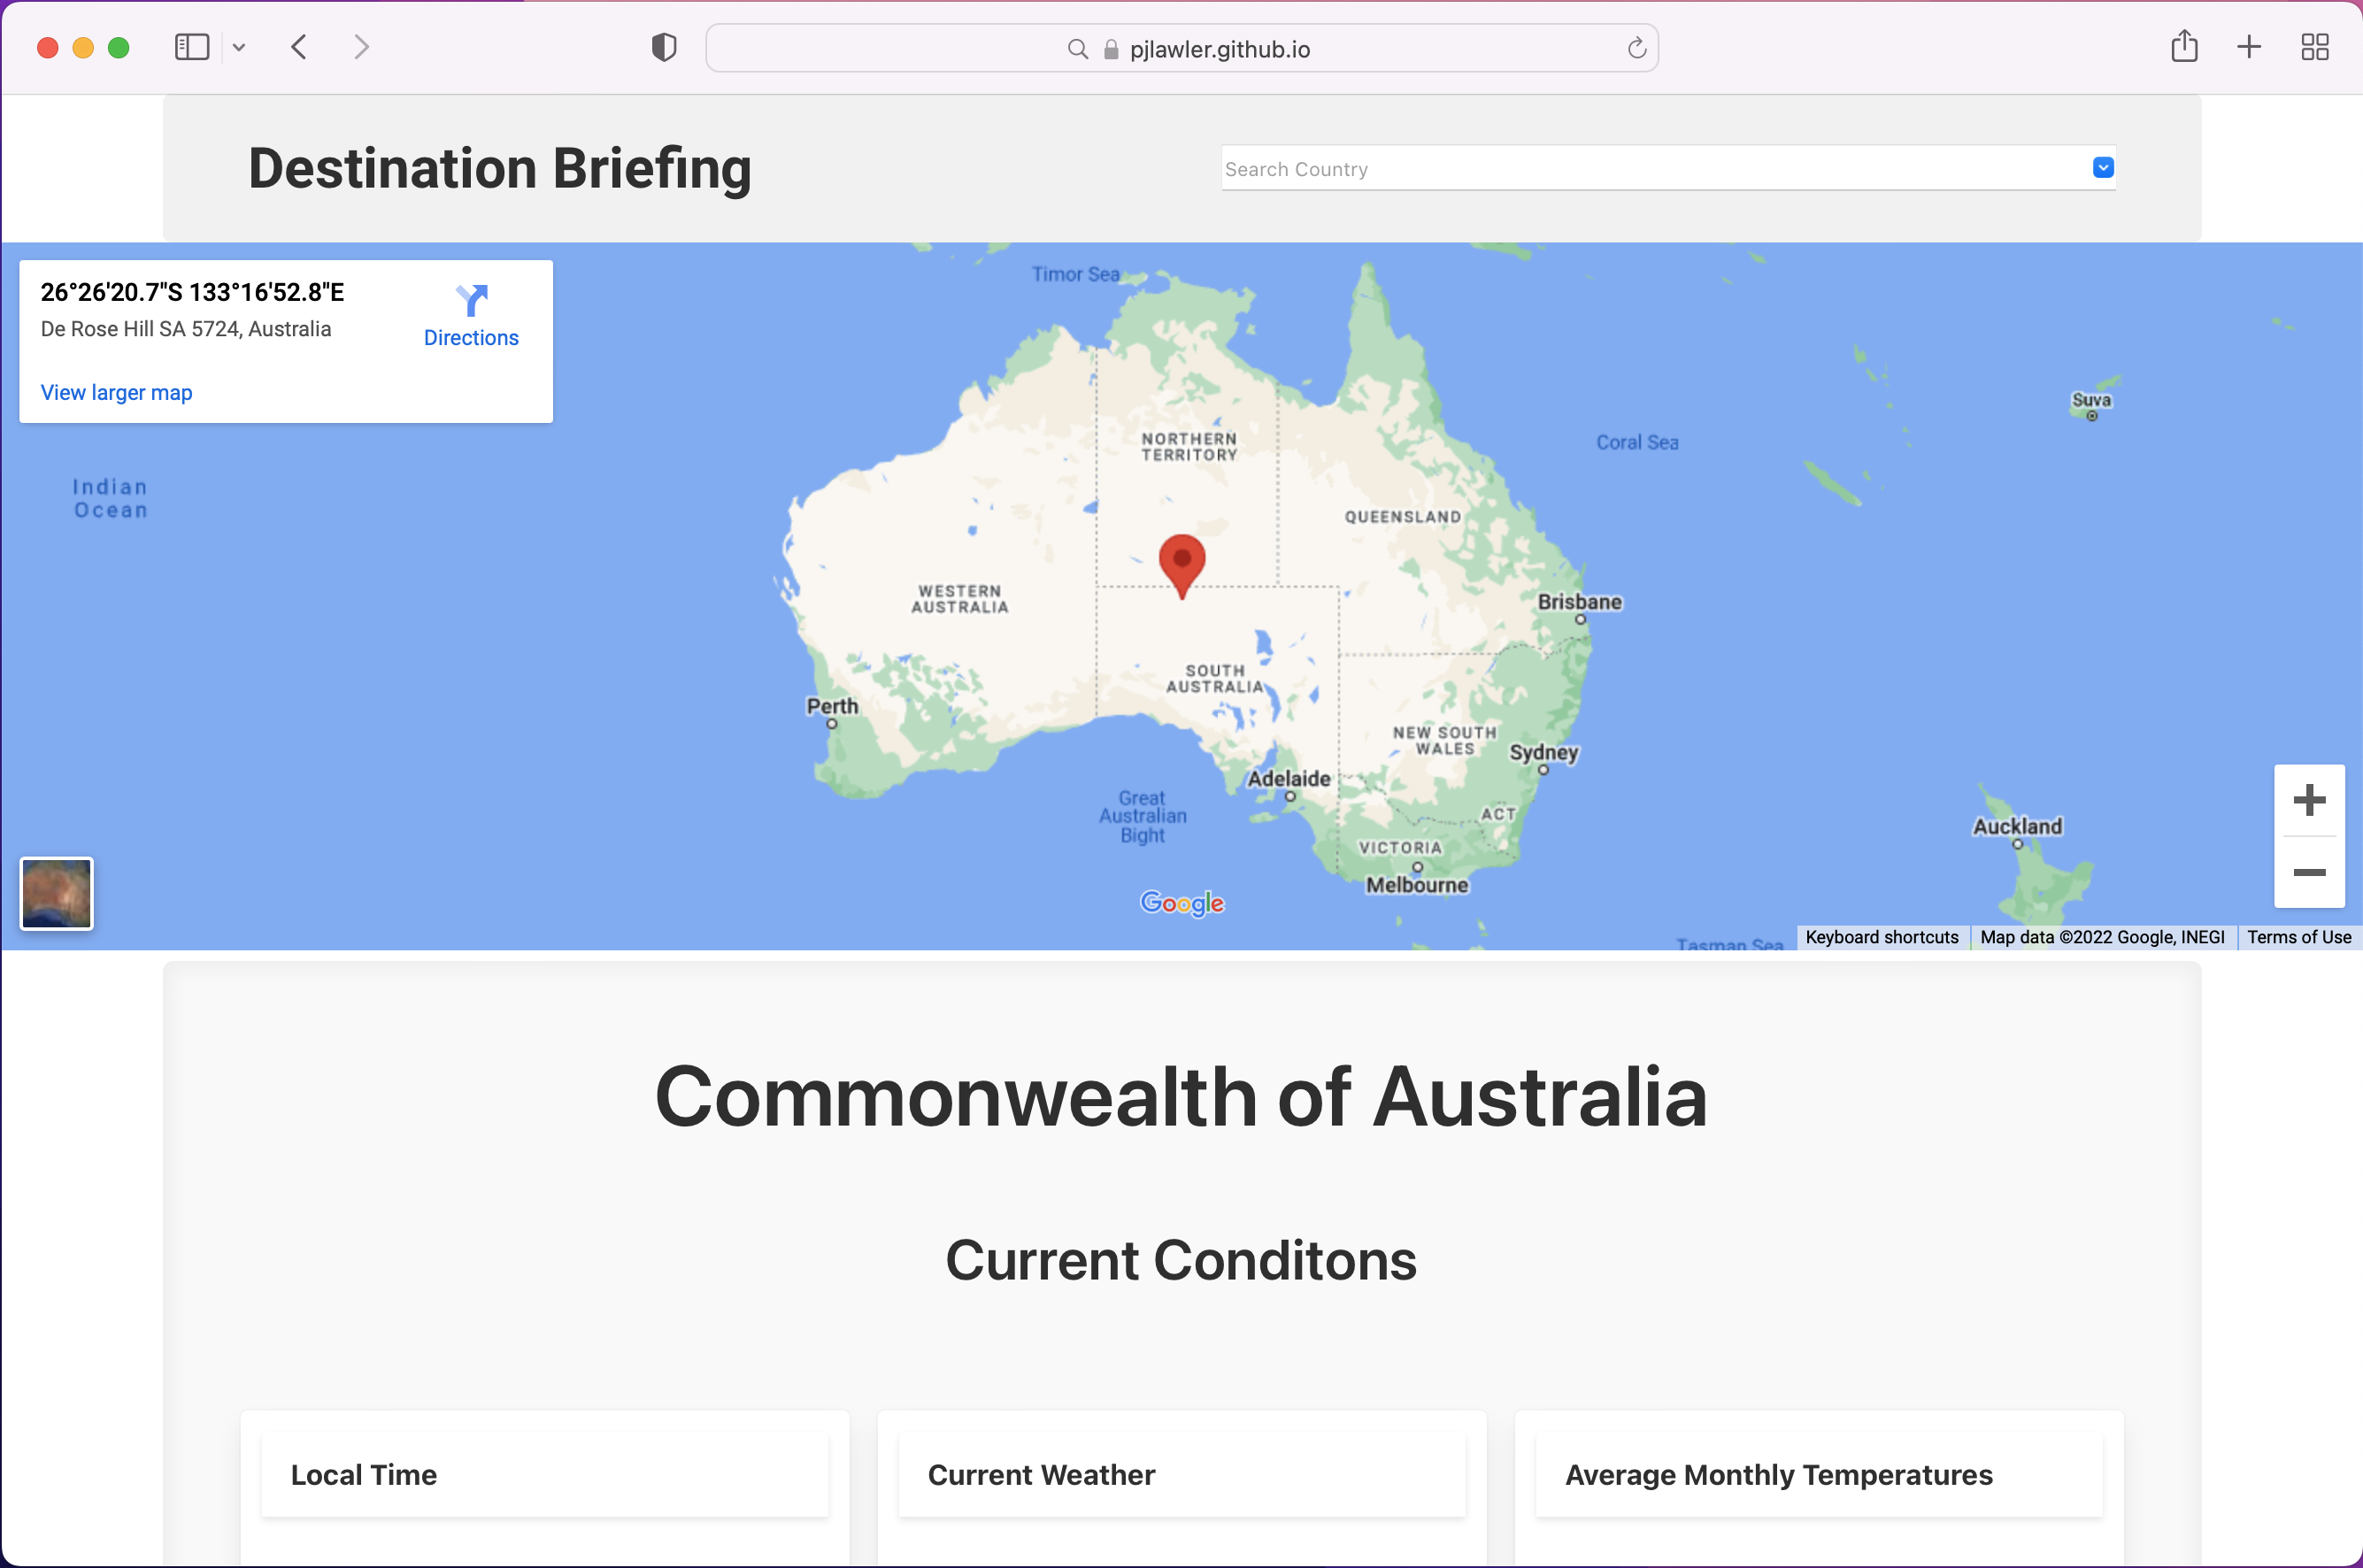 pjlawler.github.io
Destination Briefing
Search Country
26°26'20.7"S 133°16'52.8"E
De Rose Hill SA 5724, Australia
Directions
View larger map
Timor Sea
Indian
Ocean
NORTHERN
TERRITORY
Coral Sea
Suva
QUEENSLAND
WESTERN
AUSTRALIA
Brisbane
SOUTH
AUSTRALIA
Perth
NEW SOUTH
WALES
Sydney
Adelaide
Great
Australian
Bight
ACT
VICTORIA
Melbourne
Auckland
Google
Tasman Sea
Keyboard shortcuts
Map data ©2022 Google, INEGI
Terms of Use
Commonwealth of Australia
Current Conditons
Local Time
Current Weather
Average Monthly Temperatures